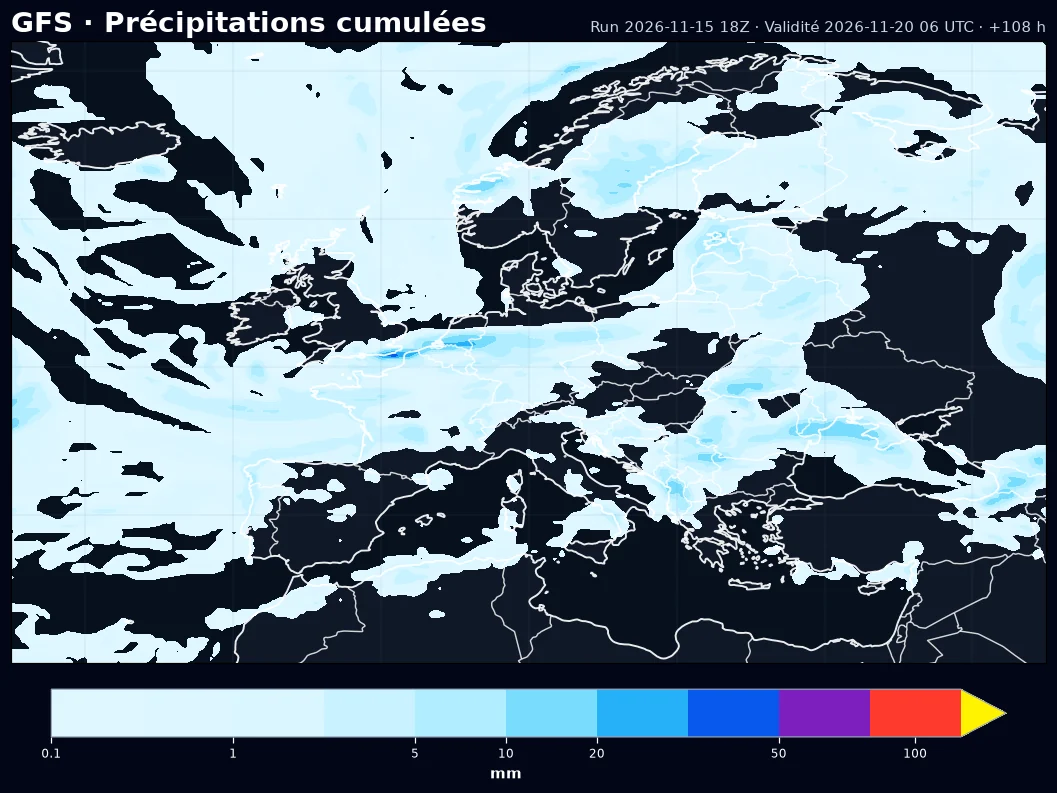 GFS · Précipitations cumulées
Run 2026-11-15 18Z · Validité 2026-11-20 06 UTC · +108 h
0.1 1 5 10 20 50 100
mm